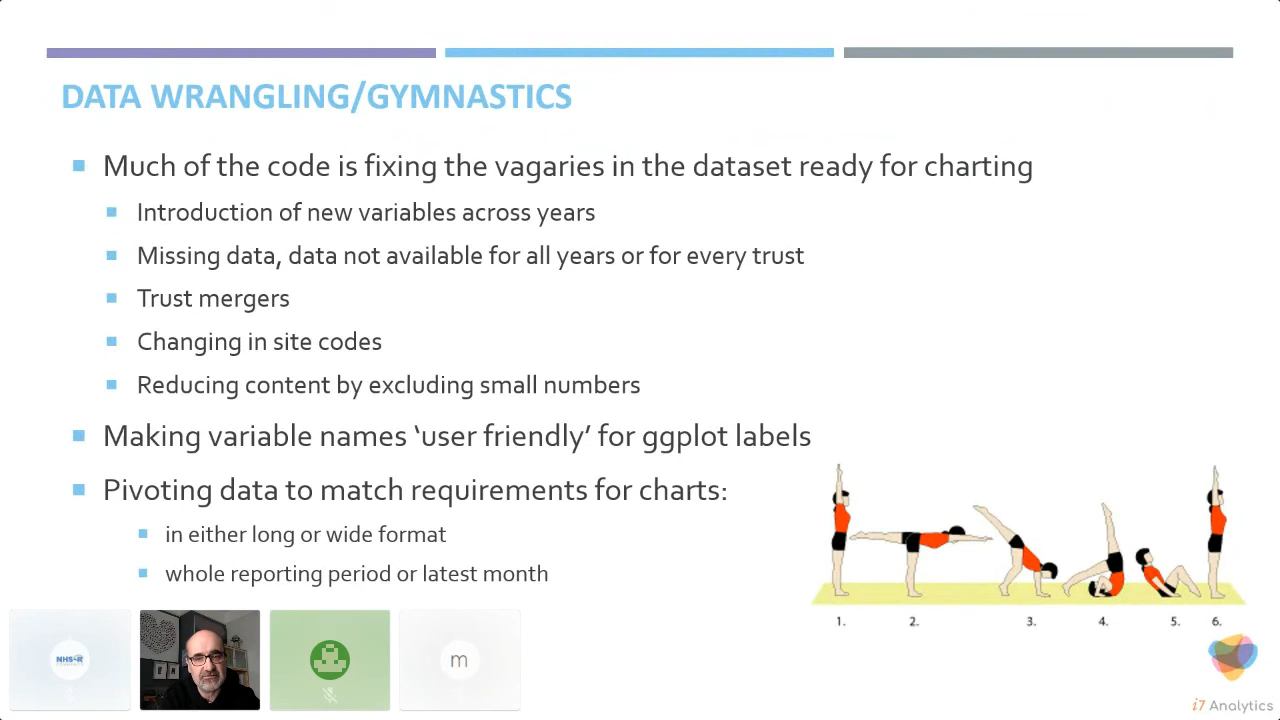 DATA WRANGLING/GYMNASTICS
Much of the code is fixing the vagaries in the dataset ready for charting
Introduction of new variables across years
Missing data, data not available for all years or for every trust
Trust mergers
Changing in site codes
Reducing content by excluding small numbers
Making variable names ‘user friendly’ for ggplot labels
Pivoting data to match requirements for charts:
in either long or wide format
whole reporting period or latest month
1. 2. 3. 4. 5. 6.
NHS-R
m
i7 Analytics